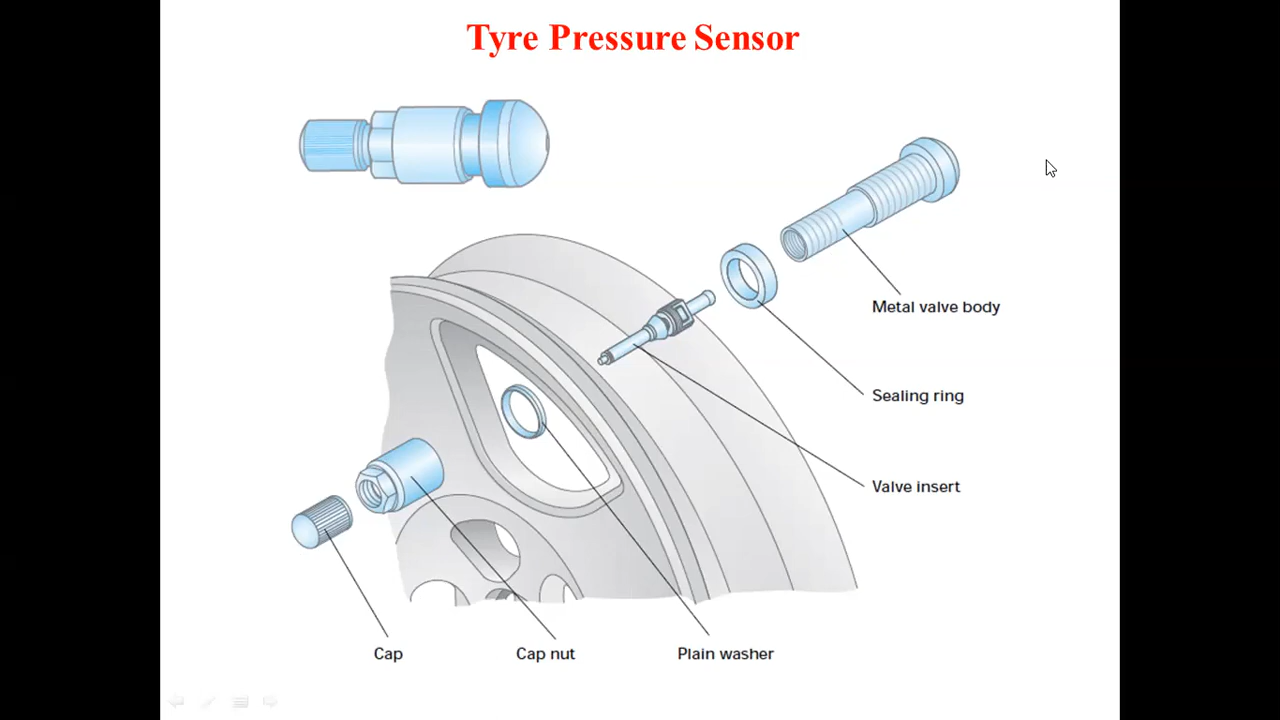 Tyre Pressure Sensor
Metal valve body
Sealing ring
Valve insert
Cap
Cap nut
Plain washer